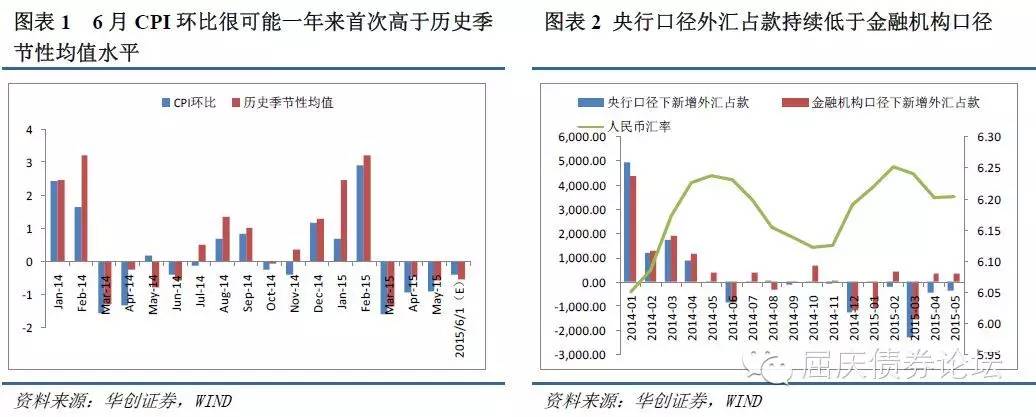 图表 1 6 月 CPI 环比很可能一年来首次高于历史季
节性均值水平
CPI环比 历史季节性均值
4
3
2
1
0
-1
-2
Jan-14 Feb-14 Mar-14 Apr-14 May-14 Jun-14 Jul-14 Aug-14 Sep-14 Oct-14 Nov-14 Dec-14 Jan-15 Feb-15 Mar-15 Apr-15 May-15 2015/6/1（E）
资料来源：华创证券，WIND
图表 2 央行口径外汇占款持续低于金融机构口径
央行口径下新增外汇占款 金融机构口径下新增外汇占款
人民币汇率
6,000.00
5,000.00
4,000.00
3,000.00
2,000.00
1,000.00
0.00
-1,000.00
-2,000.00
-3,000.00
6.30
6.25
6.20
6.15
6.10
6.05
6.00
5.95
2014-01 2014-02 2014-03 2014-04 2014-05 2014-06 2014-07 2014-08 2014-09 2014-10 2014-11 2014-12 2015-01 2015-02 2015-03 2015-04 2015-05
屈庆债券论坛
资料来源：华创证券，WIND